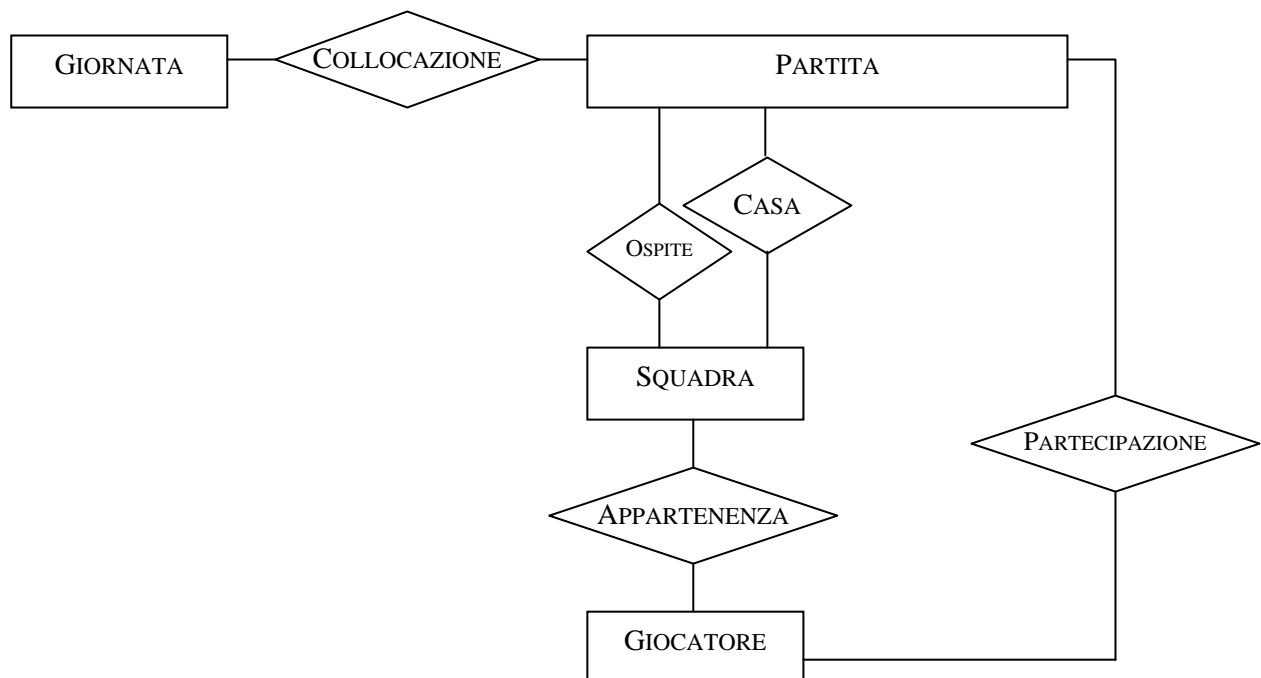 COLLOCAZIONE
GIORNATA
PARTITA
CASA
OSPITE
SQUADRA
PARTECIPAZIONE
APPARTENENZA
GIOCATORE